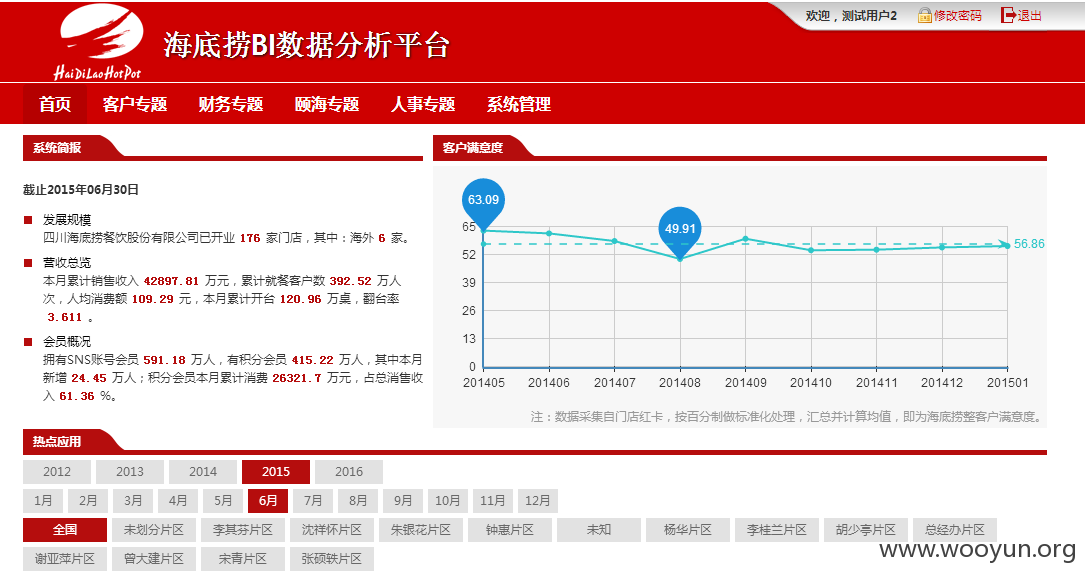 欢迎，测试用户2 修改密码 退出
海底捞BI数据分析平台
HaiDiLaoHotPot
首页 客户专题 财务专题 颐海专题 人事专题 系统管理
系统简报
截止2015年06月30日
发展规模
四川海底捞餐饮股份有限公司已开业 176 家门店，其中：海外 6 家。
营收总览
本月累计销售收入 42897.81 万元，累计就餐客户数 392.52 万人
次，人均消费额 109.29 元，本月累计开台 120.96 万桌，翻台率
3.611 。
会员概况
拥有SNS账号会员 591.18 万人，有积分会员 415.22 万人，其中本月
新增 24.45 万人；积分会员本月累计消费 26321.7 万元，占总消售收
入 61.36 %。
客户满意度
63.09
49.91
65
56.86
52
39
26
13
0
201405 201406 201407 201408 201409 201410 201411 201412 201501
注：数据采集自门店红卡，按百分制做标准化处理，汇总并计算均值，即为海底捞整客户满意度。
热点应用
2012 2013 2014 2015 2016
1月 2月 3月 4月 5月 6月 7月 8月 9月 10月 11月 12月
全国 未划分片区 李其芬片区 沈祥怀片区 朱银花片区 钟惠片区 未知 杨华片区 李桂兰片区 胡少亭片区 总经办片区
谢亚萍片区 曾大建片区 宋青片区 张硕轶片区
www.wooyun.org